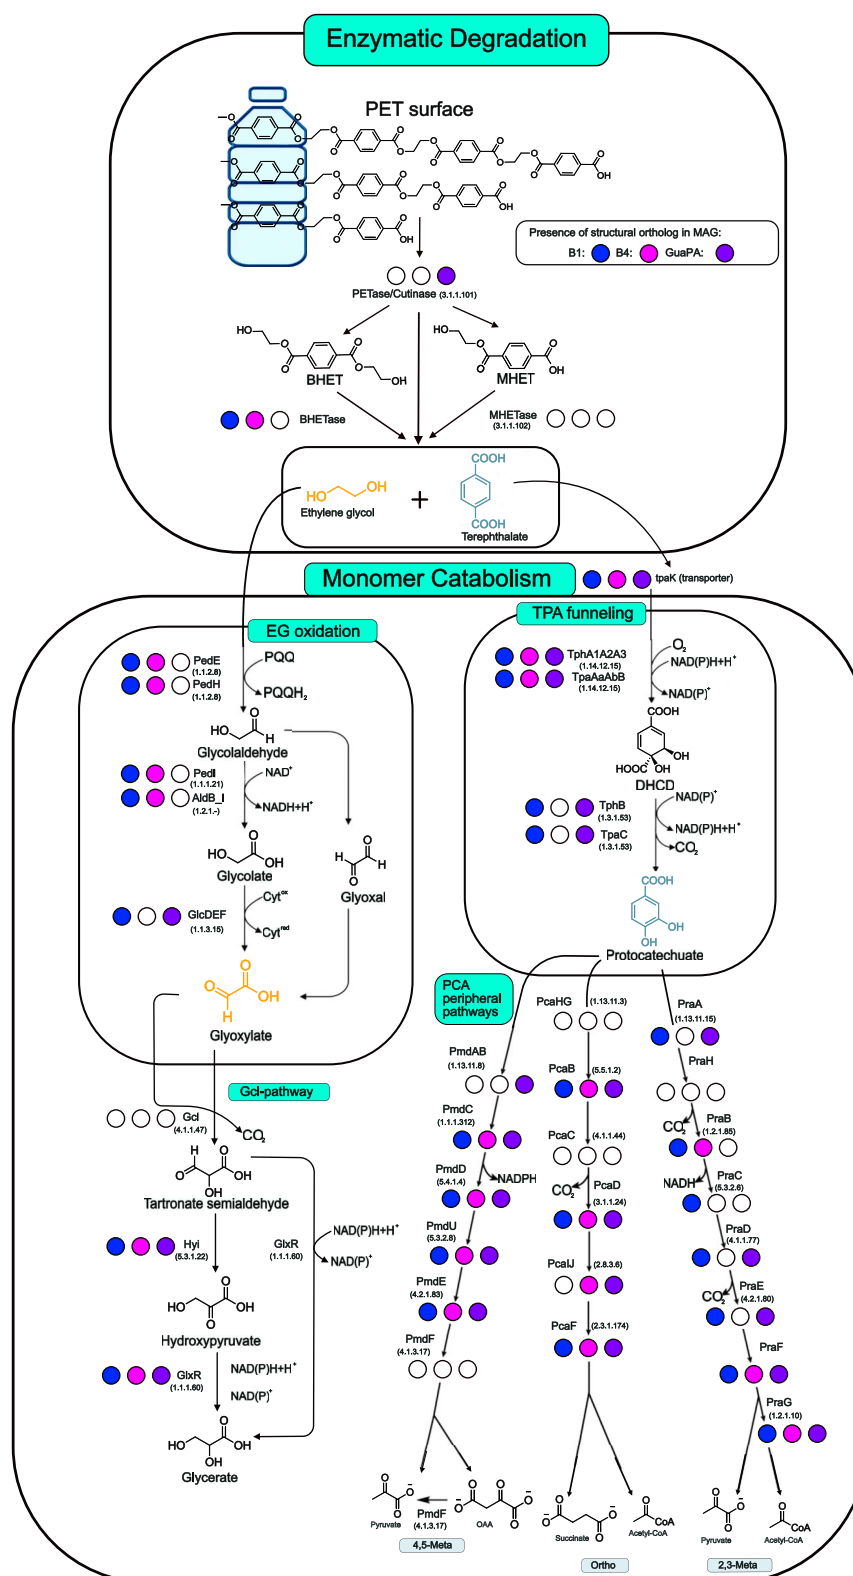 Enzymatic Degradation
PET surface
Presence of structural ortholog in MAG:
B1: B4: GuaPA:
PETase/Cutinase (3.1.1.101)
HO
BHET
OH
HO
MHET
OH
BHETase
MHETase
(3.1.1.102)
HO OH
+
Ethylene glycol
COOH
COOH
Terephthalate
Monomer Catabolism
tpaK (transporter)
EG oxidation
PedE
(1.1.2.8)
PedH
(1.1.2.8)
PQQ
PQQH2
HO O H
Glycolaldehyde
PedI
(1.1.1.21)
AldB_I
(1.2.1.-)
NAD+
NADH+H+
HO O OH
Glycolate
H O O H
Glyoxal
GlcDEF
(1.1.3.15)
Cytox
Cytred
O O OH H
Glyoxylate
TPA funneling
TphA1A2A3
(1.14.12.15)
TpaAaAbB
(1.14.12.15)
O2
NAD(P)H+H+
NAD(P)+
COOH
OH
HOOC OH
DHCD
TphB
(1.3.1.53)
TpaC
(1.3.1.53)
NAD(P)+
NAD(P)H+H+
CO2
COOH
OH
OH
Protocatechuate
Gcl-pathway
Gcl
(4.1.1.47)
CO2
H O O OH OH
Tartronate semialdehyde
Hyi
(5.3.1.22)
GlxR
(1.1.1.60)
NAD(P)H+H+
NAD(P)+
HO O O OH
Hydroxypyruvate
GlxR
(1.1.1.60)
NAD(P)H+H+
NAD(P)+
HO O OH OH
Glycerate
PCA
peripheral
pathways
PmdAB
(1.13.11.8)
PmdC
(1.1.1.312)
NADPH
PmdD
(5.4.1.4)
PmdU
(5.3.2.8)
PmdE
(4.2.1.83)
PmdF
(4.1.3.17)
Pyruvate
PmdF
(4.1.3.17)
OAA
4,5-Meta
PcaHG (1.13.11.3)
PcaB (5.5.1.2)
PcaC (4.1.1.44)
CO2
PcaD
(3.1.1.24)
PcaIJ (2.8.3.6)
PcaF (2.3.1.174)
Succinate
CoA
Acetyl-CoA
Ortho
PraA
(1.13.11.15)
PraH
CO2
PraB
(1.2.1.85)
NADH
PraC
(5.3.2.6)
PraD
(4.1.1.77)
CO2
PraE
(4.2.1.80)
PraF
PraG
(1.2.1.10)
Pyruvate
CoA
Acetyl-CoA
2,3-Meta